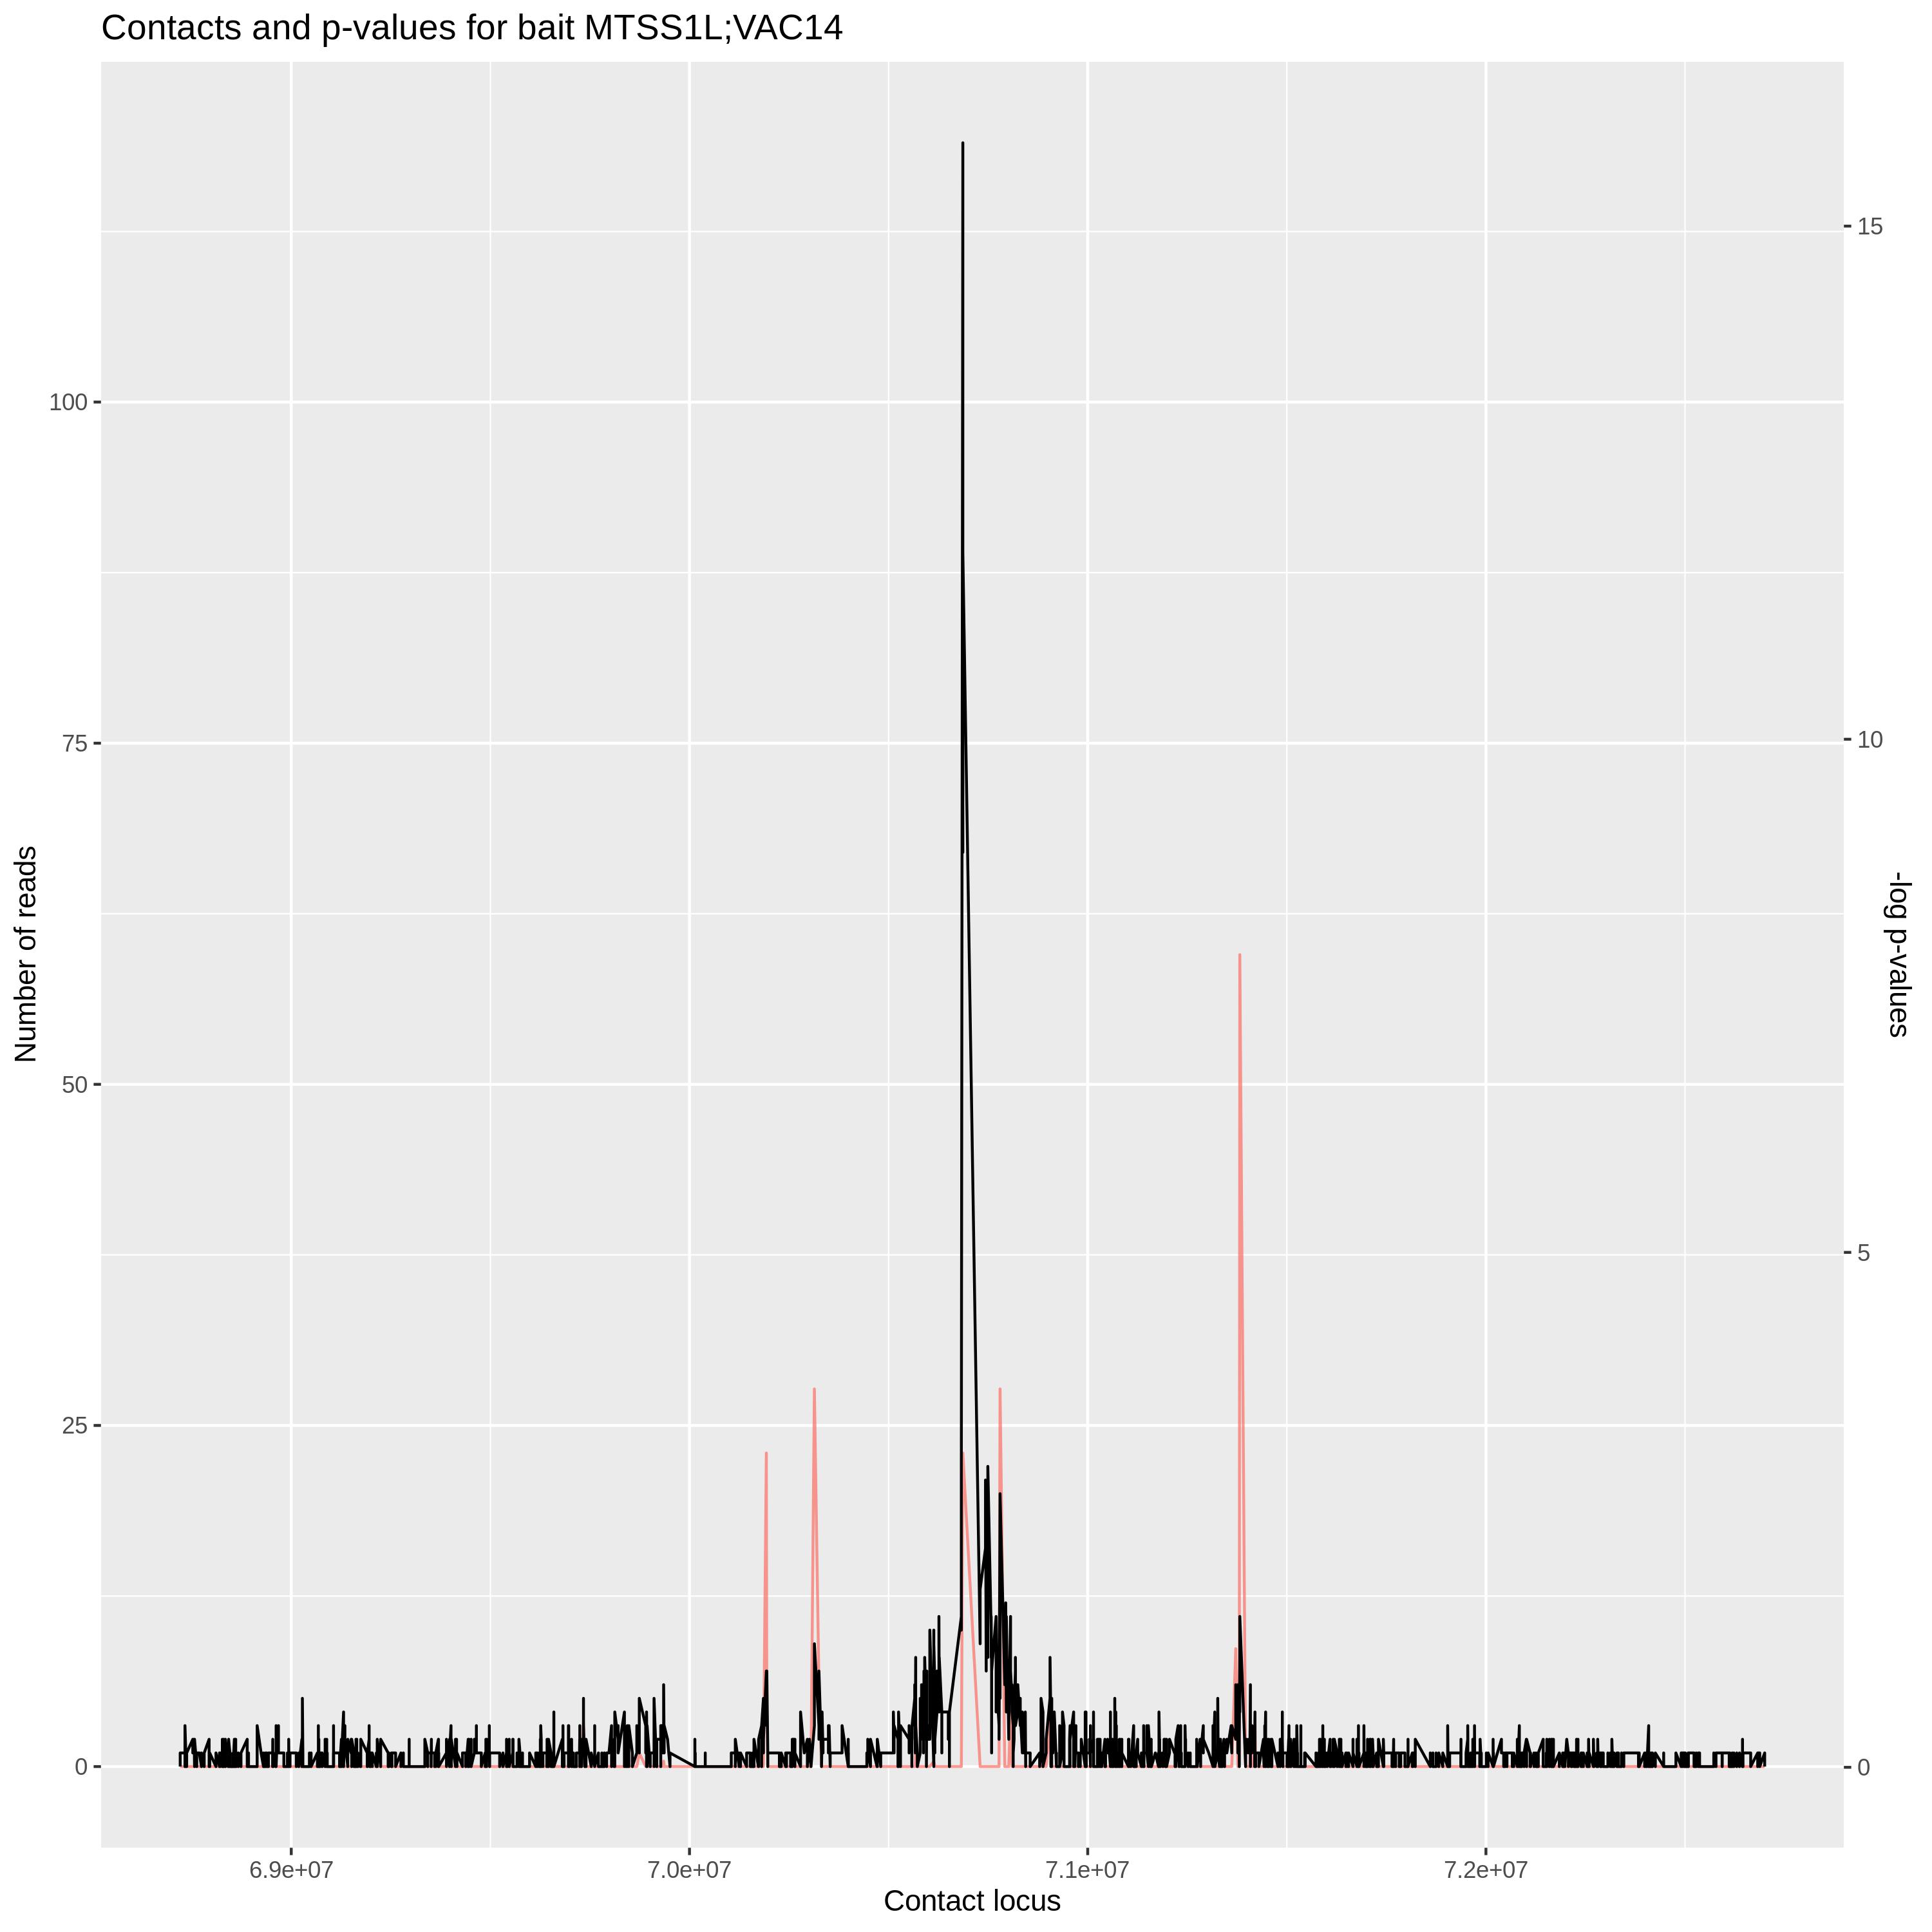 Contacts and p-values for bait MTSS1L;VAC14
Number of reads
100
75
50
25
0
15
10
5
0
-log p-values
6.9e+07 7.0e+07 7.1e+07 7.2e+07
Contact locus